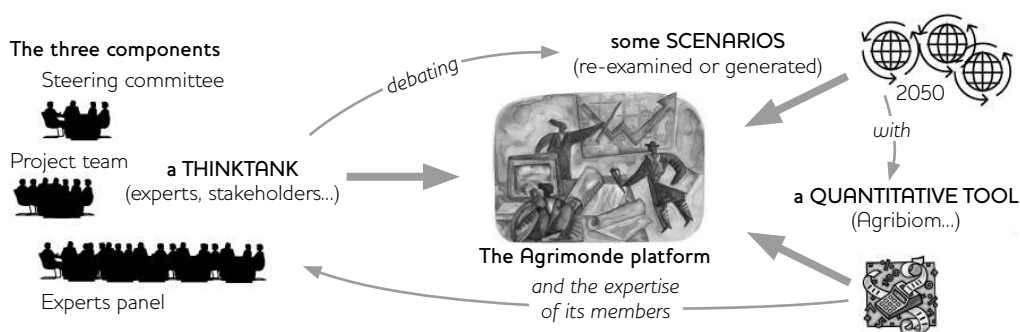 The three components
Steering committee
Project team
a THINKTANK
(experts, stakeholders...)
Experts panel
debating
some SCENARIOS
(re-examined or generated)
2050
with
a QUANTITATIVE TOOL
(Agribiom...)
The Agrimonde platform
and the expertise
of its members
%
100
%